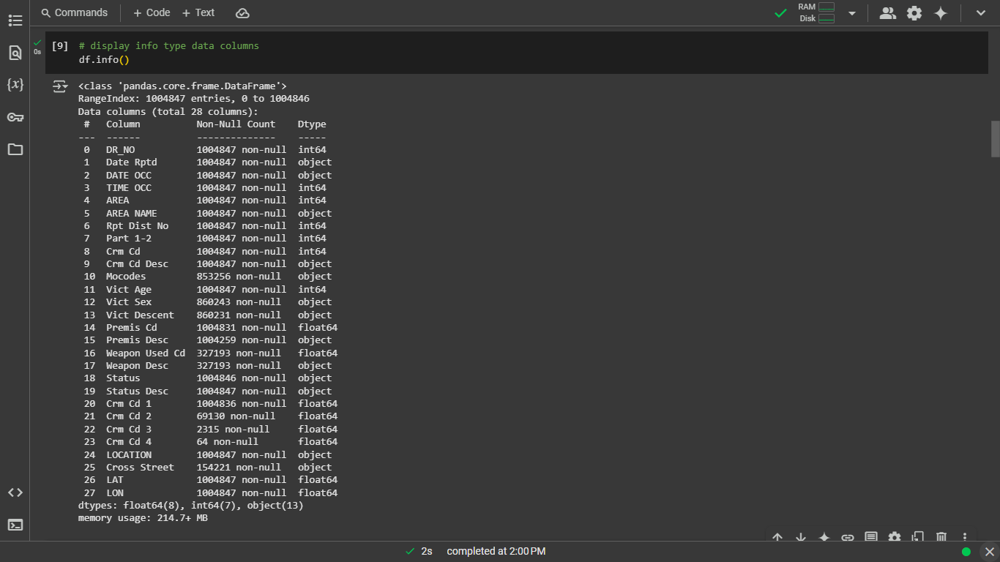 Commands + Code + Text RAM
Disk
[9] # display info type data columns
0s df.info()
<class 'pandas.core.frame.DataFrame'>
RangeIndex: 1004847 entries, 0 to 1004846
Data columns (total 28 columns):
 #   Column          Non-Null Count    Dtype
---  ------          --------------    -----
 0   DR_NO           1004847 non-null  int64
 1   Date Rptd       1004847 non-null  object
 2   DATE OCC        1004847 non-null  object
 3   TIME OCC        1004847 non-null  int64
 4   AREA            1004847 non-null  int64
 5   AREA NAME       1004847 non-null  object
 6   Rpt Dist No     1004847 non-null  int64
 7   Part 1-2        1004847 non-null  int64
 8   Crm Cd          1004847 non-null  int64
 9   Crm Cd Desc     1004847 non-null  object
 10  Mocodes         853256 non-null   object
 11  Vict Age        1004847 non-null  int64
 12  Vict Sex        860243 non-null   object
 13  Vict Descent    860231 non-null   object
 14  Premis Cd       1004831 non-null  float64
 15  Premis Desc     1004259 non-null  object
 16  Weapon Used Cd  327193 non-null   float64
 17  Weapon Desc     327193 non-null   object
 18  Status          1004846 non-null  object
 19  Status Desc     1004847 non-null  object
 20  Crm Cd 1        1004836 non-null  float64
 21  Crm Cd 2        69130 non-null    float64
 22  Crm Cd 3        2315 non-null     float64
 23  Crm Cd 4        64 non-null       float64
 24  LOCATION        1004847 non-null  object
 25  Cross Street    154221 non-null   object
 26  LAT             1004847 non-null  float64
 27  LON             1004847 non-null  float64
dtypes: float64(8), int64(7), object(13)
memory usage: 214.7+ MB
2s completed at 2:00 PM